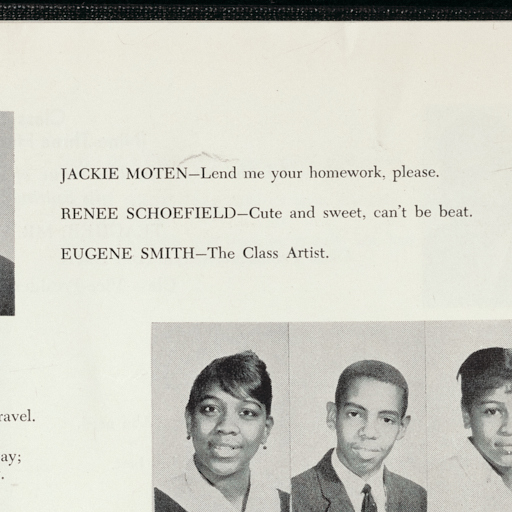 JACKIE MOTEN—Lend me your homework, please.
RENEE SCHOEFIELD—Cute and sweet, can't be beat.
EUGENE SMITH—The Class Artist.
ravel.
ay;